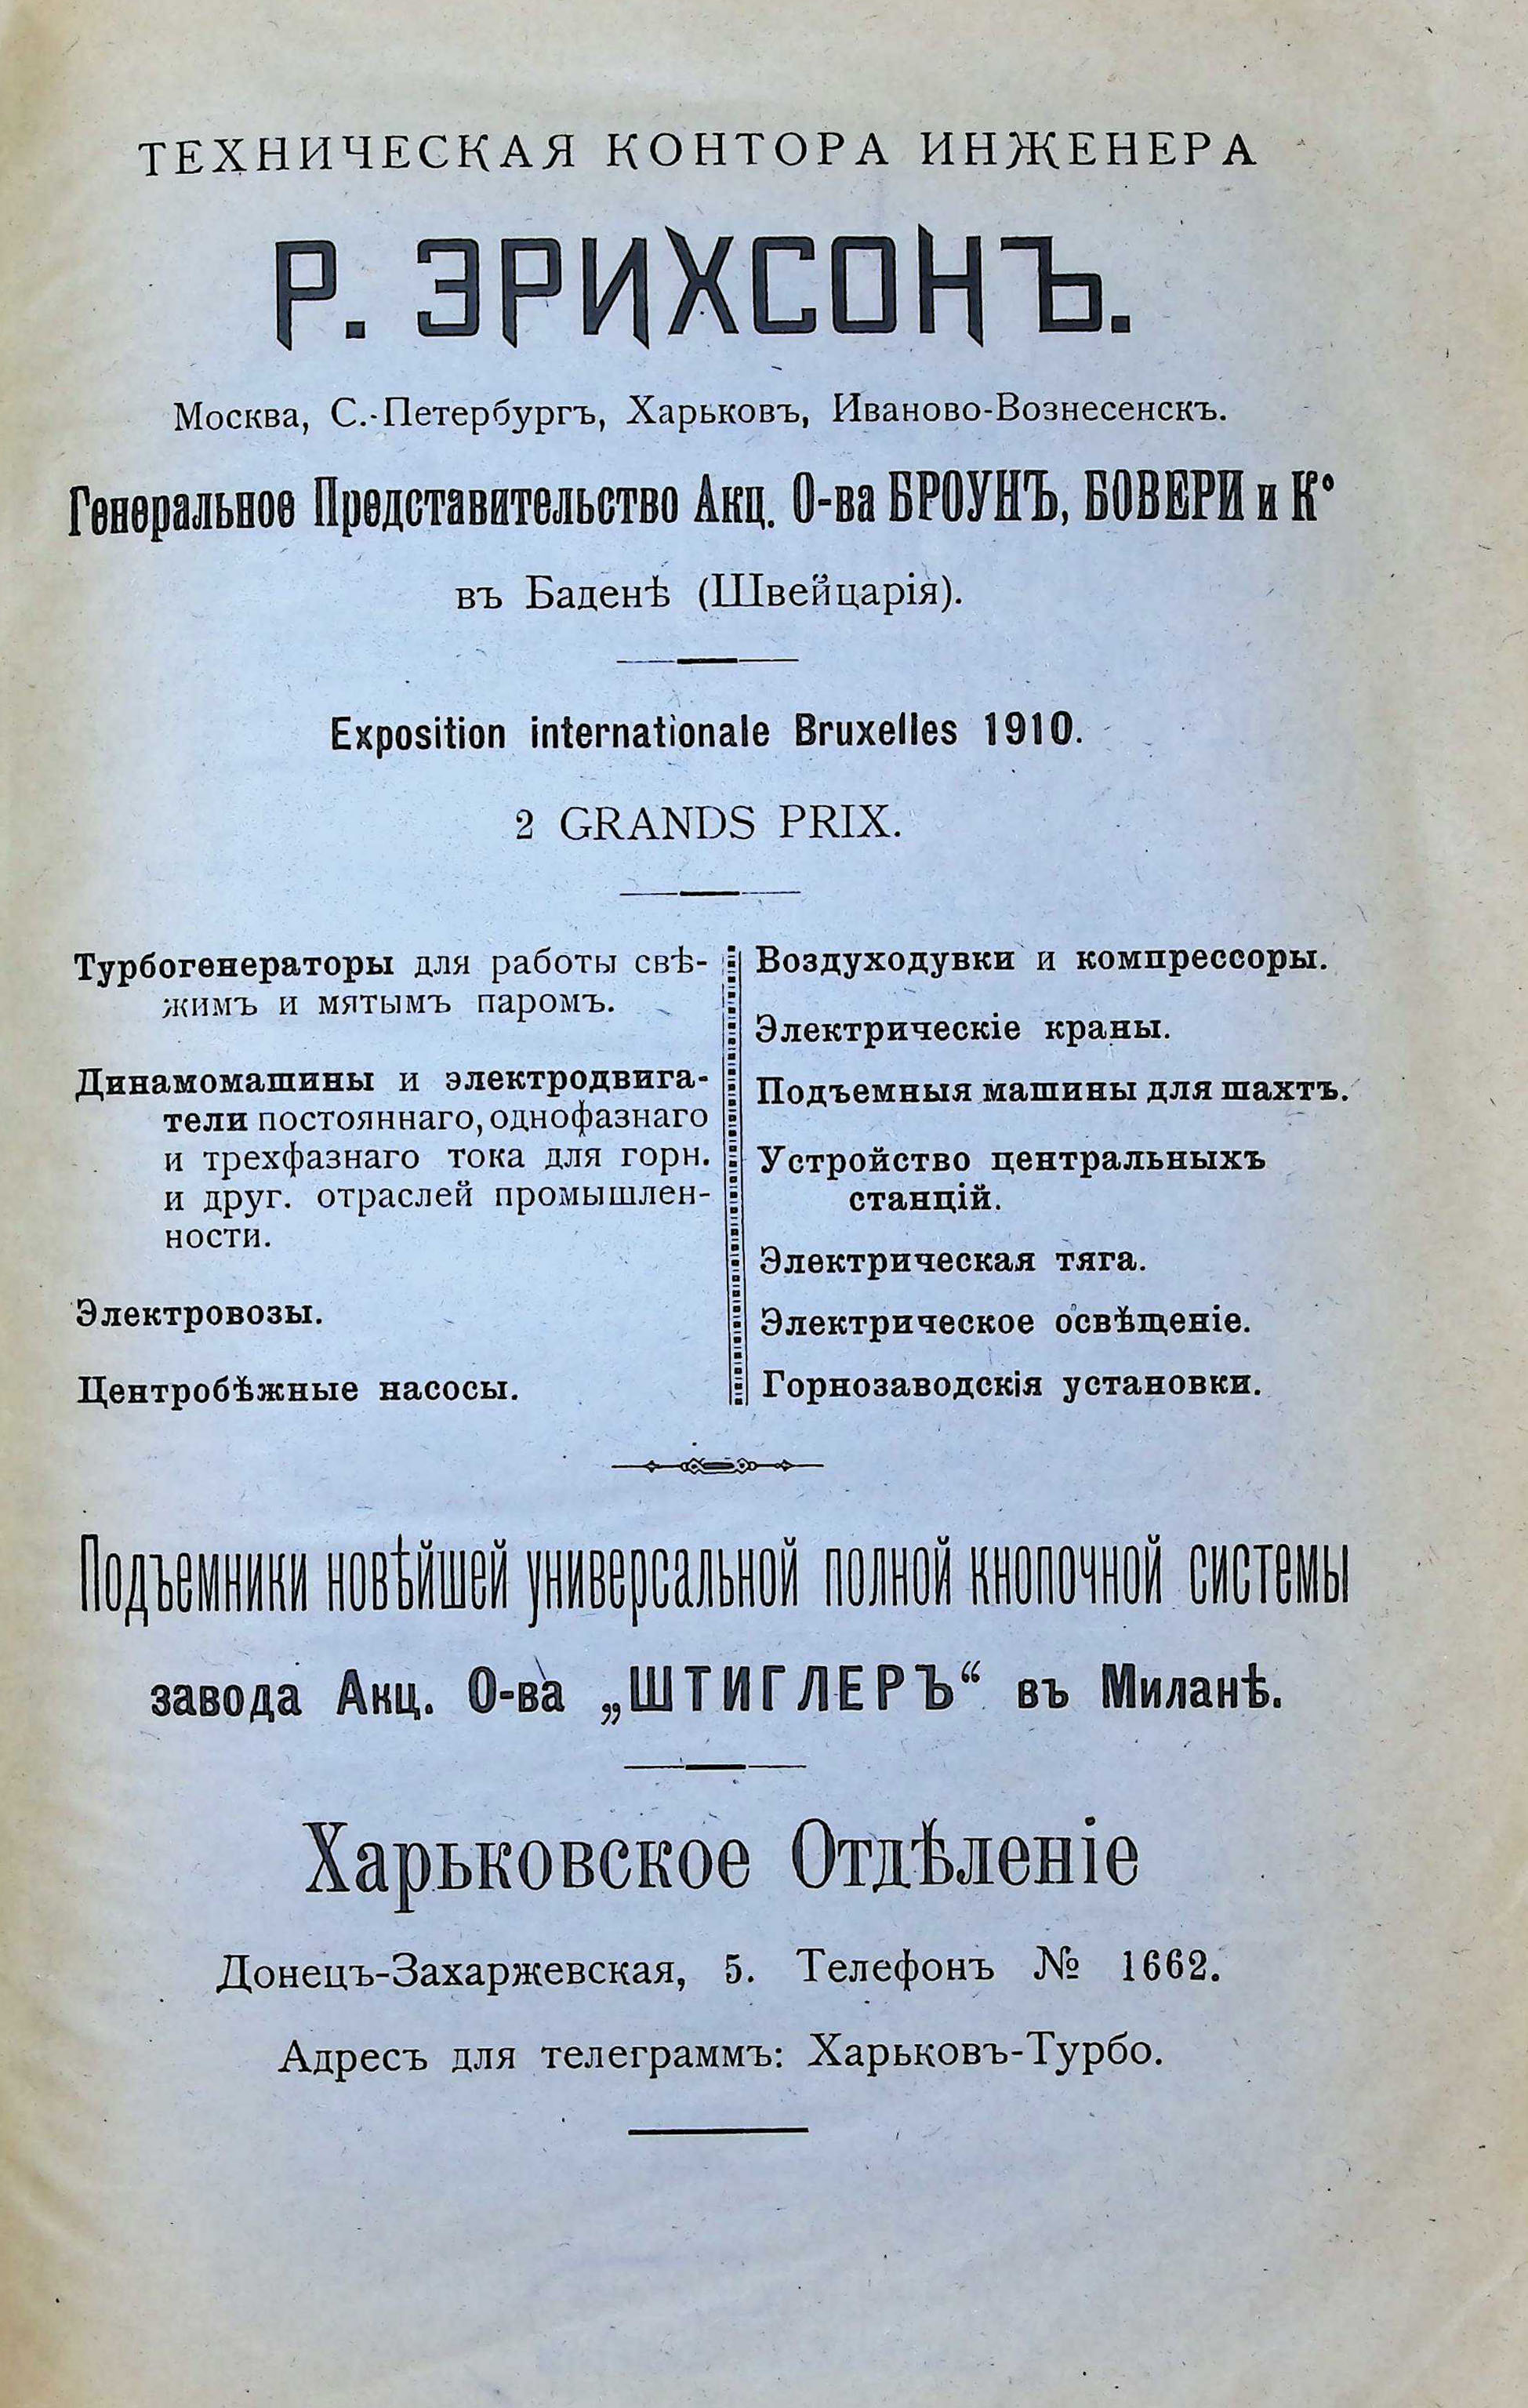 ТЕХНИЧЕСКАЯ КОНТОРА ИНЖЕНЕРА
Р. ЭРИХСОНЪ.
Москва, С.-Петербургъ, Харьковъ, Иваново-Вознесенскъ.
Генеральное Представительство Акц. О-ва БРОУНЪ, БОВЕРИ и К°
въ Баденѣ (Швейцарія).
Exposition internationale Bruxelles 1910.
2 GRANDS PRIX.
Турбогенераторы для работы свѣ-
жимъ и мятымъ паромъ.
Динамомашины и электродвига-
тели постояннаго, однофазнаго
и трехфазнаго тока для горн.
и друг. отраслей промышлен-
ности.
Электровозы.
Центробѣжные насосы.
Воздуходувки и компрессоры.
Электрическіе краны.
Подъемныя машины для шахтъ.
Устройство центральныхъ
станцій.
Электрическая тяга.
Электрическое освѣщеніе.
Горнозаводскія установки.
Подъемники новѣйшей универсальной полной кнопочной системы
завода Акц. О-ва „ШТИГЛЕРЪ“ въ Миланѣ.
Харьковское Отдѣленіе
Донецъ-Захаржевская, 5. Телефонъ № 1662.
Адресъ для телеграммъ: Харьковъ-Турбо.